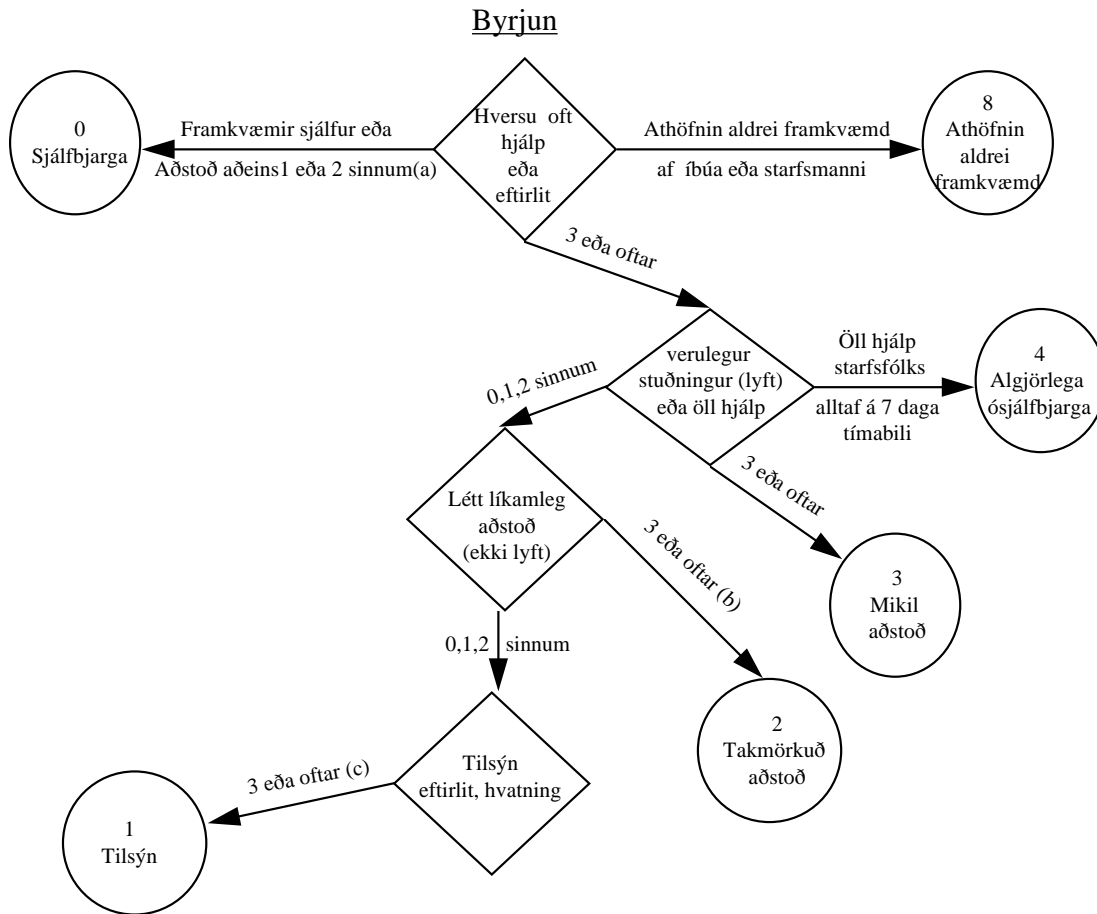 Byrjun
0
Sjálfbjarga
Framkvæmir sjálfur eða
Aðstoð aðeins1 eða 2 sinnum(a)
Hversu oft
hjálp
eða
eftirlit
Athöfnin aldrei framkvæmd
af íbúa eða starfsmanni
8
Athöfnin
aldrei
framkvæmd
3 eða oftar
verulegur
stuðningur (lyft)
eða öll hjálp
Öll hjálp
starfsfólks
alltaf á 7 daga
tímabili
4
Algjörlega
ósjálfbjarga
0,1,2 sinnum
3 eða oftar
Létt líkamleg
aðstoð
(ekki lyft)
3 eða oftar (b)
3
Mikil
aðstoð
0,1,2 sinnum
2
Takmörkuð
aðstoð
Tilsýn
eftirlit, hvatning
3 eða oftar (c)
1
Tilsýn